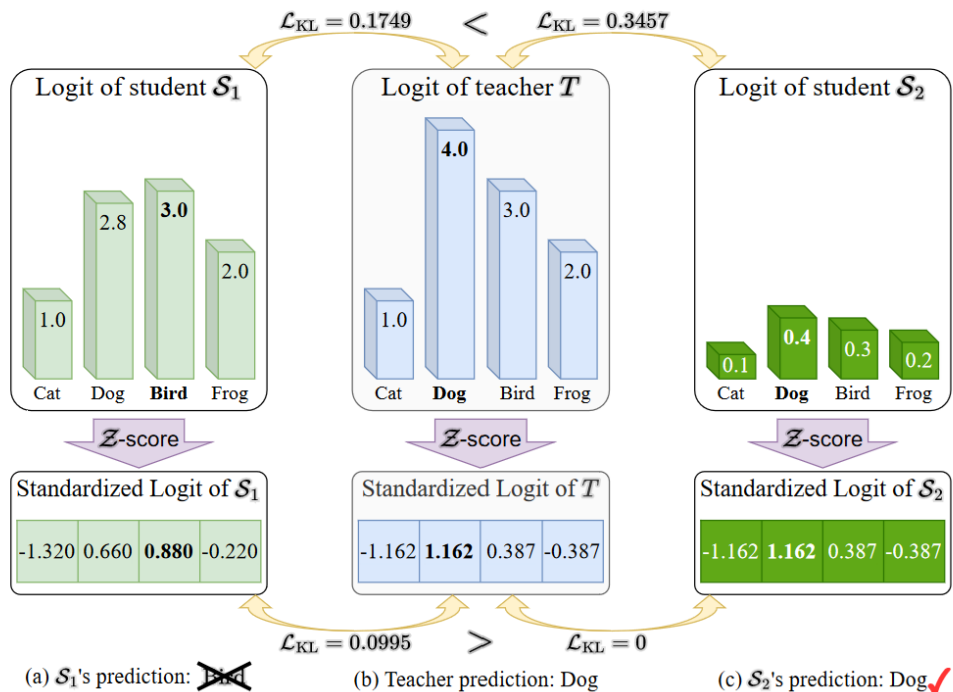 ℒ_KL = 0.1749 < ℒ_KL = 0.3457
Logit of student 𝒮₁
3.0
2.8
2.0
1.0
Cat Dog Bird Frog
Logit of teacher T
4.0
3.0
2.0
1.0
Cat Dog Bird Frog
Logit of student 𝒮₂
0.4
0.3
0.2
0.1
Cat Dog Bird Frog
𝒵-score
𝒵-score
𝒵-score
Standardized Logit of 𝒮₁
-1.320 0.660 0.880 -0.220
Standardized Logit of T
-1.162 1.162 0.387 -0.387
Standardized Logit of 𝒮₂
-1.162 1.162 0.387 -0.387
ℒ_KL = 0.0995 > ℒ_KL = 0
(a) 𝒮₁'s prediction: Bird
(b) Teacher prediction: Dog
(c) 𝒮₂'s prediction: Dog